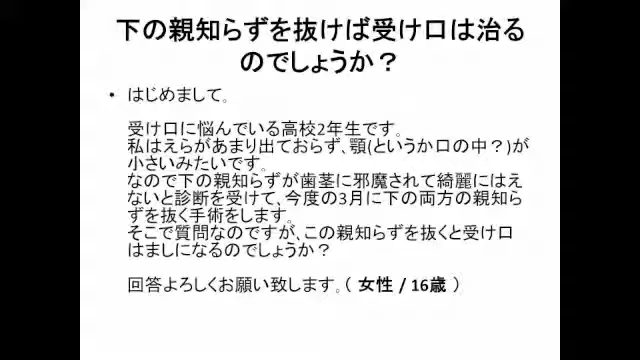 下の親知らずを抜けば受け口は治る
のでしょうか？
• はじめまして。
受け口に悩んでいる高校2年生です。
私はえらがあまり出ておらず、顎(というか口の中？)が
小さいみたいです。
なので下の親知らずが歯茎に邪魔されて綺麗にはえ
ないと診断を受けて、今度の3月に下の両方の親知ら
ずを抜く手術をします。
そこで質問なのですが、この親知らずを抜くと受け口
はましになるのでしょうか？
回答よろしくお願い致します。（ 女性 / 16歳 ）